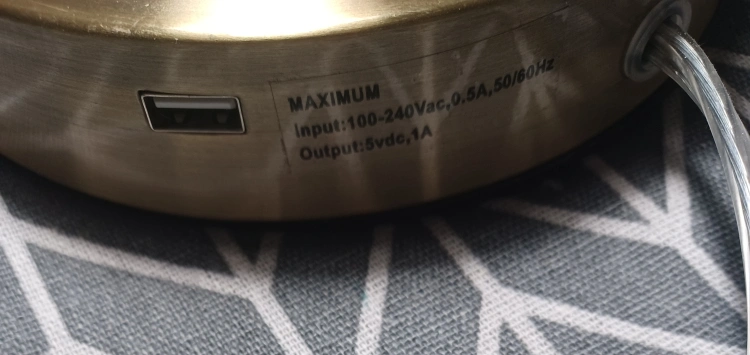 MAXIMUM
Input:100-240Vac,0.5A,50/60Hz
Output:5vdc,1A